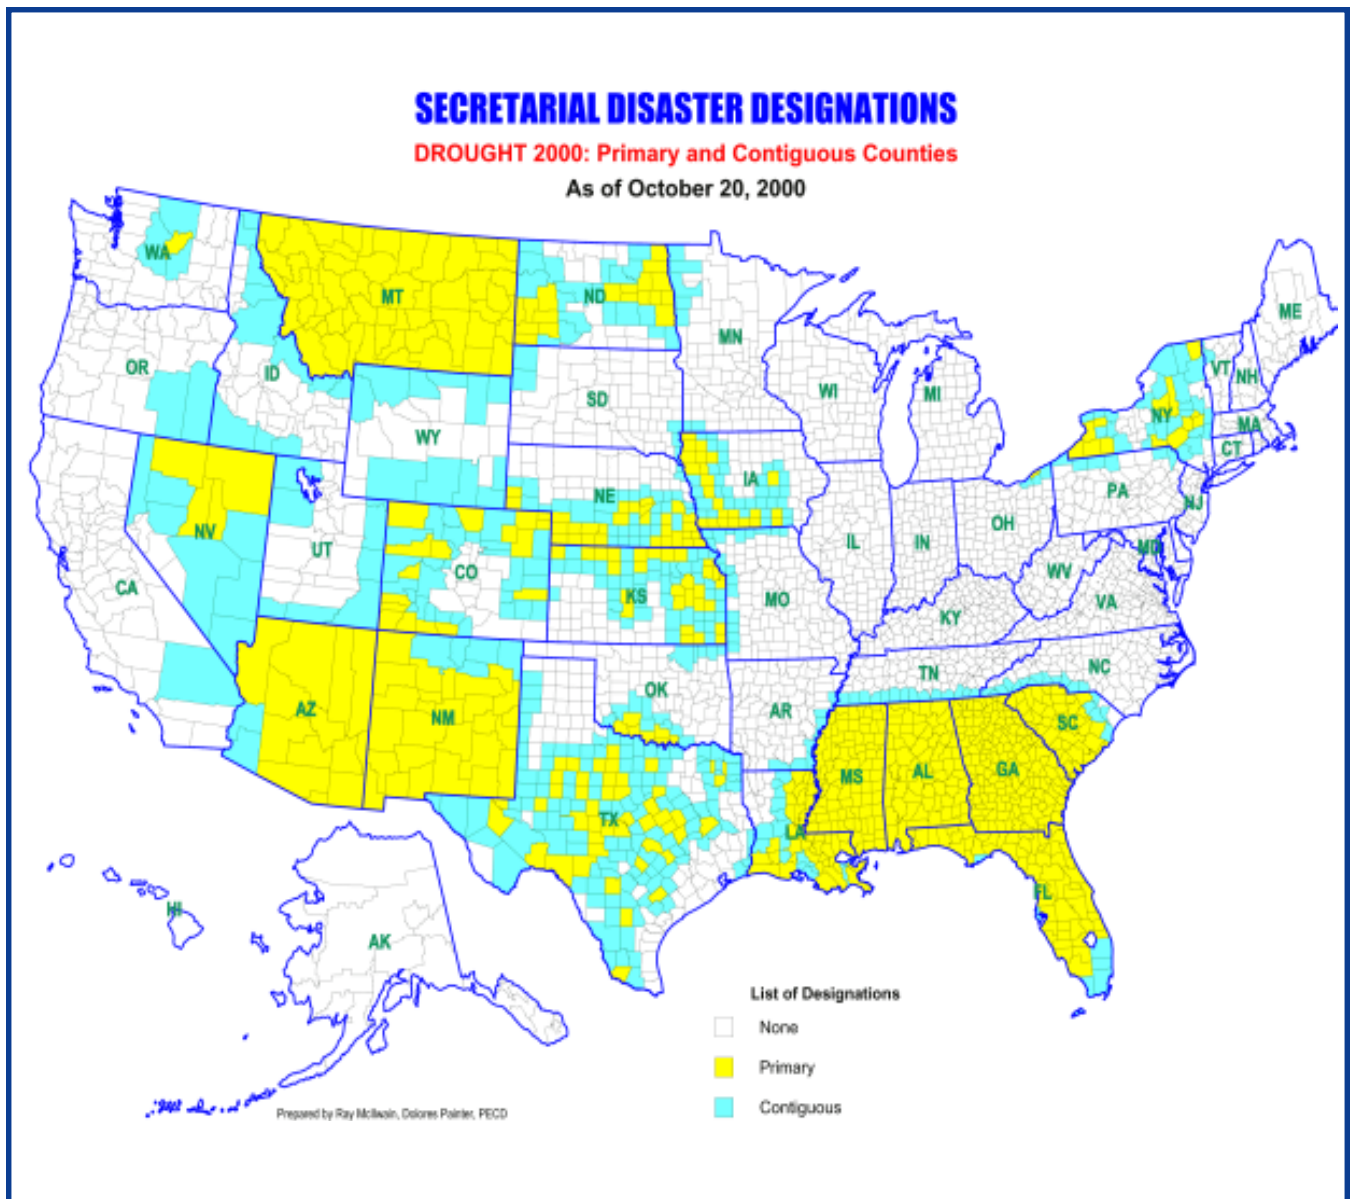 SECRETARIAL DISASTER DESIGNATIONS
DROUGHT 2000: Primary and Contiguous Counties
As of October 20, 2000
WA
MT
ND
MN
ME
OR
ID
SD
WI
MI
VT
NH
NY
MA
CT
WY
NE
IA
PA
NJ
NV
UT
CO
IL
IN
OH
MD
CA
KS
MO
WV
KY
VA
AZ
NM
OK
AR
TN
NC
SC
TX
LA
MS
AL
GA
FL
HI
AK
List of Designations
None
Primary
Contiguous
Prepared by Ray McIlwain, Dolores Painter, PECD